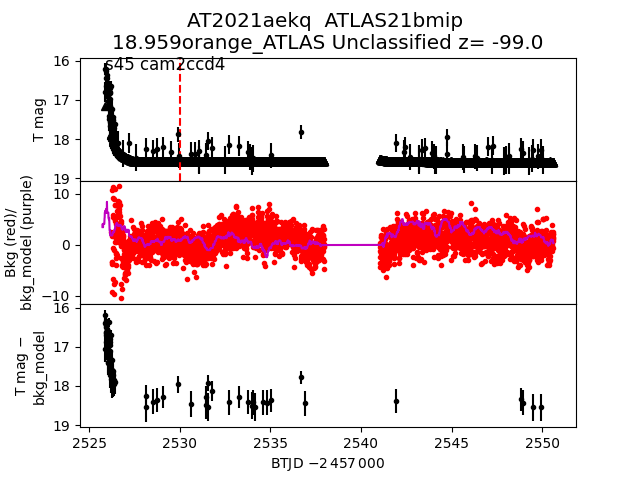 AT2021aekq  ATLAS21bmip
18.959orange_ATLAS Unclassified z= -99.0
s45 cam2ccd4
16
17
18
19
T mag
10
0
−10
Bkg (red)/
bkg_model (purple)
16
17
18
19
T mag −
bkg_model
2525 2530 2535 2540 2545 2550
BTJD −2 457 000